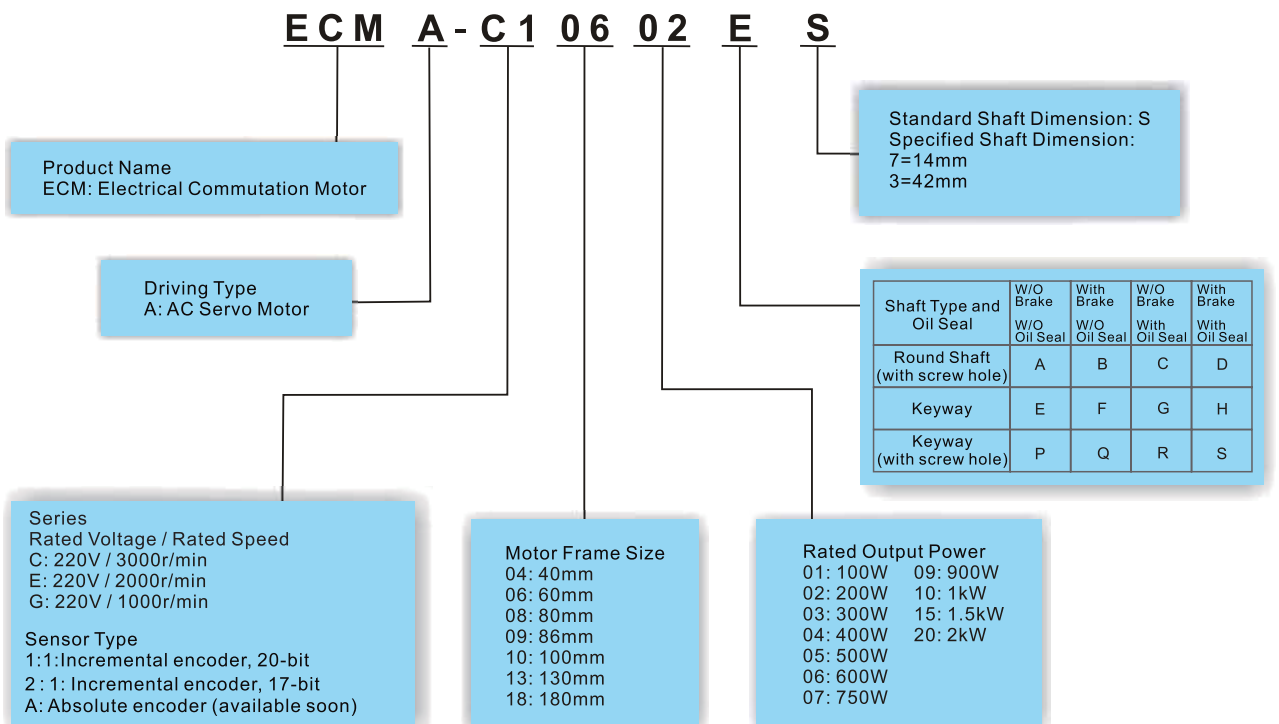 ECM A - C1 06 02 E S
Product Name
ECM: Electrical Commutation Motor
Driving Type
A: AC Servo Motor
Series
Rated Voltage / Rated Speed
C: 220V / 3000r/min
E: 220V / 2000r/min
G: 220V / 1000r/min
Sensor Type
1:1:Incremental encoder, 20-bit
2 : 1: Incremental encoder, 17-bit
A: Absolute encoder (available soon)
Motor Frame Size
04: 40mm
06: 60mm
08: 80mm
09: 86mm
10: 100mm
13: 130mm
18: 180mm
Rated Output Power
01: 100W 09: 900W
02: 200W 10: 1kW
03: 300W 15: 1.5kW
04: 400W 20: 2kW
05: 500W
06: 600W
07: 750W
Shaft Type and
Oil Seal
W/O
Brake
W/O
Oil Seal
With
Brake
W/O
Oil Seal
W/O
Brake
With
Oil Seal
With
Brake
With
Oil Seal
Round Shaft
(with screw hole)
A B C D
Keyway E F G H
Keyway
(with screw hole)
P Q R S
Standard Shaft Dimension: S
Specified Shaft Dimension:
7=14mm
3=42mm